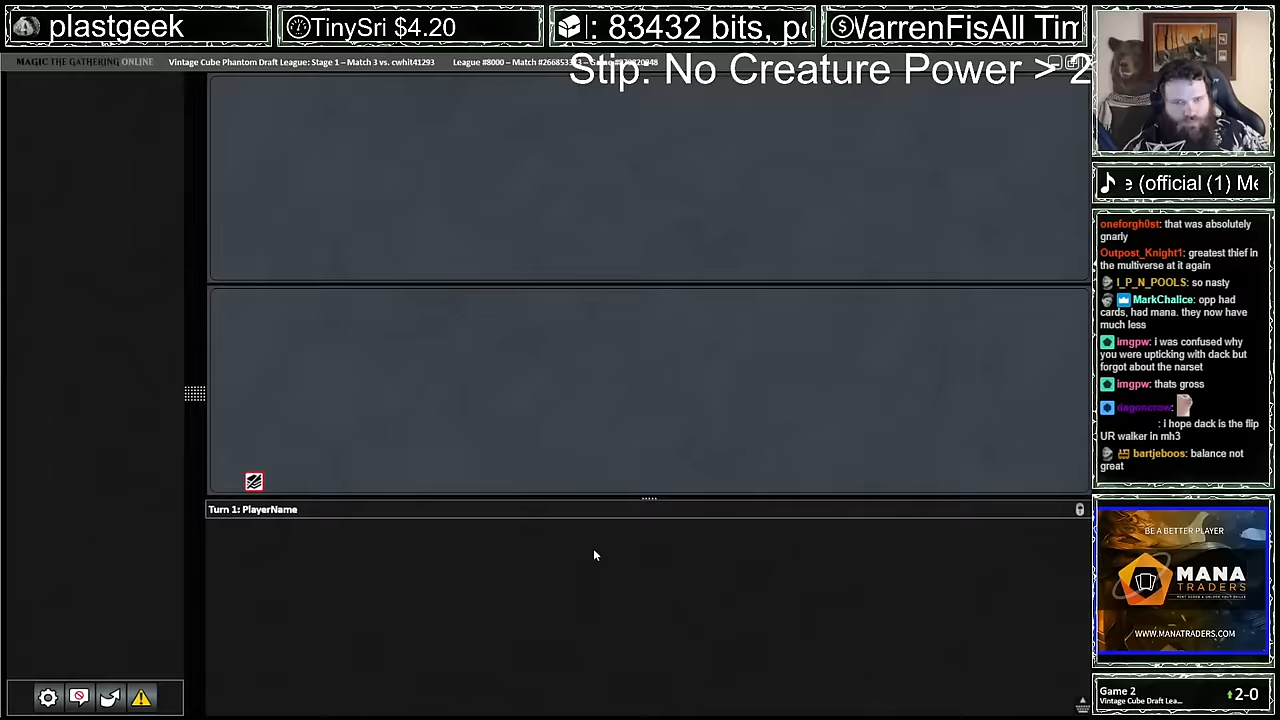 plastgeek
TinySri $4.20
: 83432 bits, po
WarrenFisAll Tim
MAGIC THE GATHERING ONLINE
Vintage Cube Phantom Draft League: Stage 1 – Match 3 vs. cwhit41293
League #8000 – Match
Stip: No Creature Power > 2
e (official (1) Me
oneforgh0st: that was absolutely
gnarly
Outpost_Knight1: greatest thief in
the multiverse at it again
I_P_N_POOLS: so nasty
MarkChalice: opp had
cards, had mana. they now have
much less
imgpw: i was confused why
you were upticking with dack but
forgot about the narset
imgpw: thats gross
dagoncrow:
: i hope dack is the flip
UR walker in mh3
bartjeboos: balance not
great
Turn 1: PlayerName
BE A BETTER PLAYER
MANA
TRADERS
WWW.MANATRADERS.COM
Game 2
Vintage Cube Draft Lea...
2-0